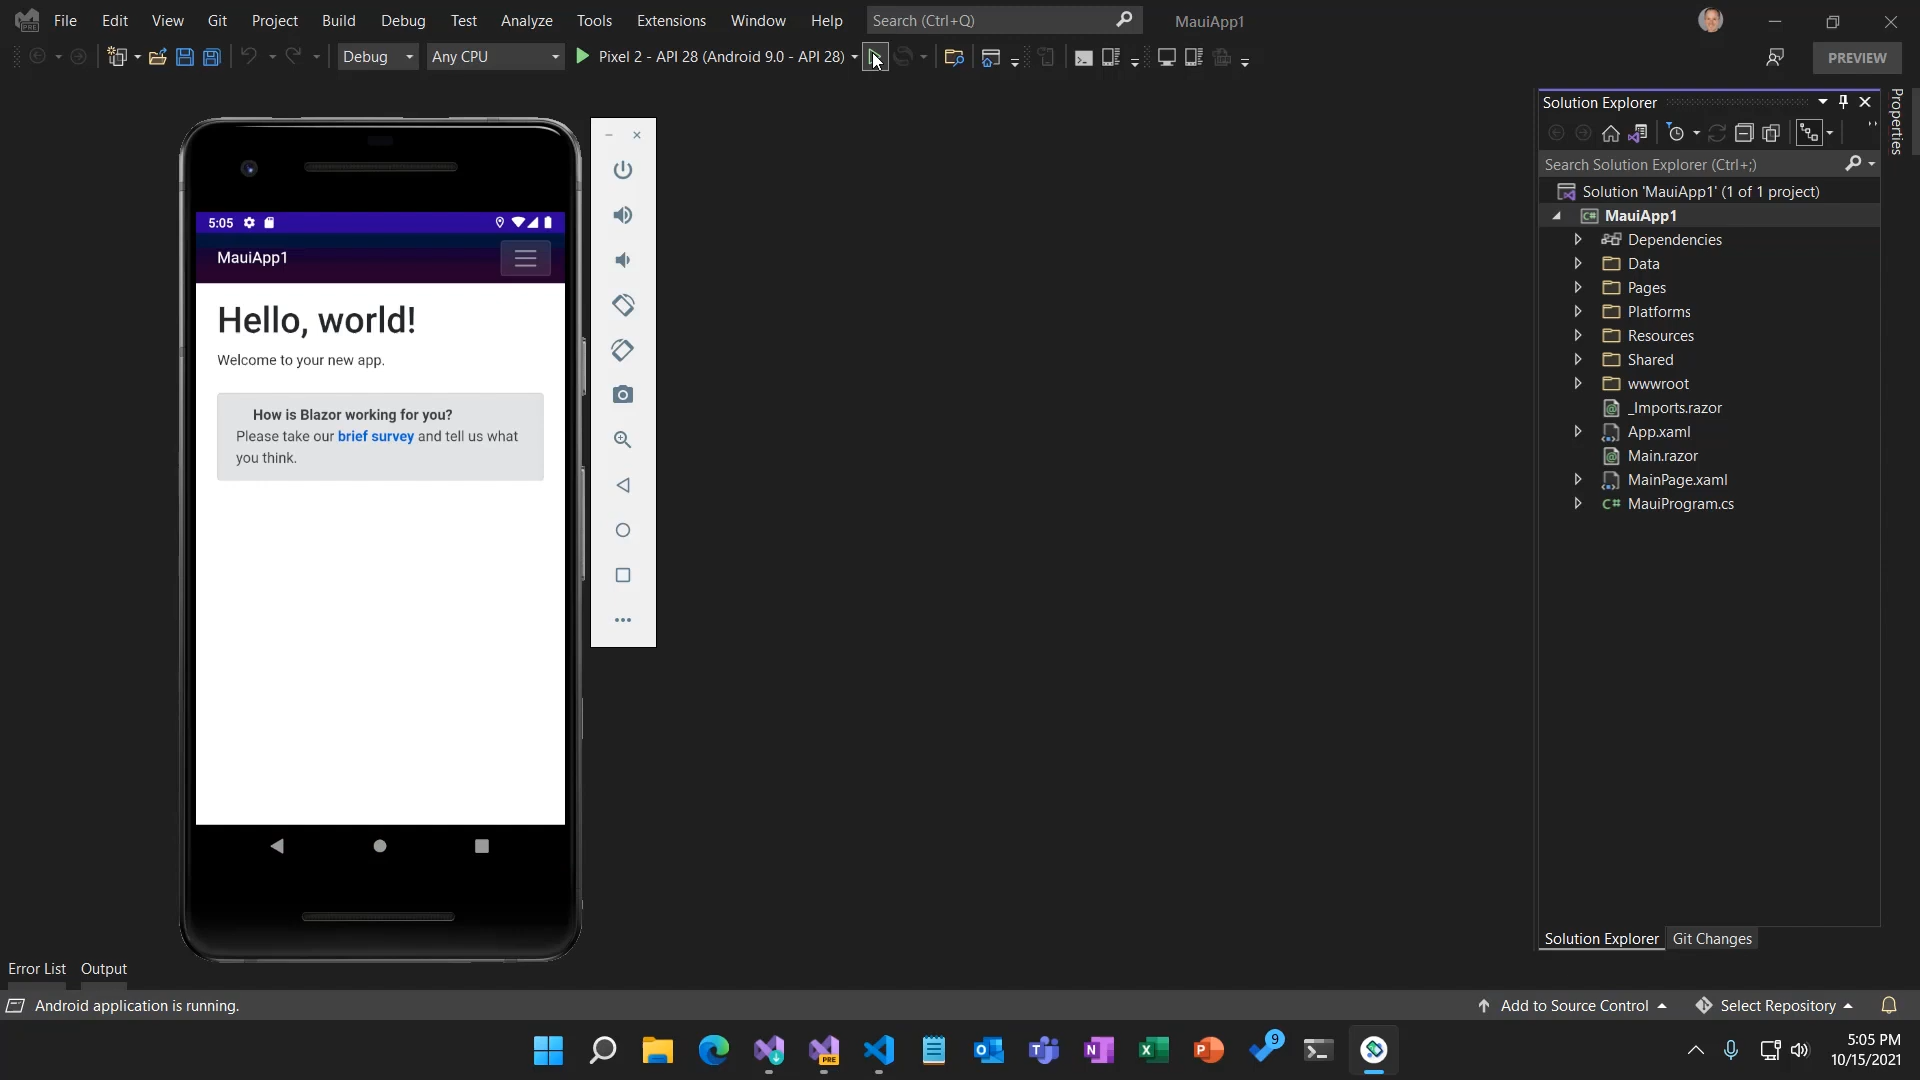 File Edit View Git Project Build Debug Test Analyze Tools Extensions Window Help Search (Ctrl+Q) MauiApp1
Debug Any CPU Pixel 2 - API 28 (Android 9.0 - API 28) PREVIEW
Solution Explorer
Properties
Search Solution Explorer (Ctrl+;)
Solution 'MauiApp1' (1 of 1 project)
MauiApp1
Dependencies
Data
Pages
Platforms
Resources
Shared
wwwroot
_Imports.razor
App.xaml
Main.razor
MainPage.xaml
MauiProgram.cs
Solution Explorer Git Changes
5:05
MauiApp1
Hello, world!
Welcome to your new app.
How is Blazor working for you?
Please take our brief survey and tell us what
you think.
Error List Output
Android application is running.
Add to Source Control Select Repository
PRE
9
5:05 PM
10/15/2021